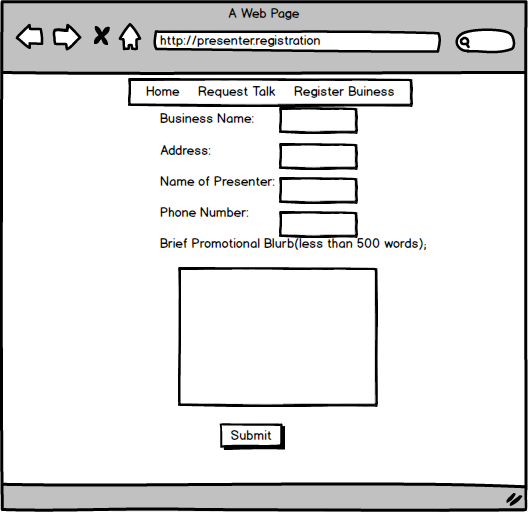 A Web Page
http://presenter.registration
Home Request Talk Register Buiness
Business Name:
Address:
Name of Presenter:
Phone Number:
Brief Promotional Blurb(less than 500 words);
Submit